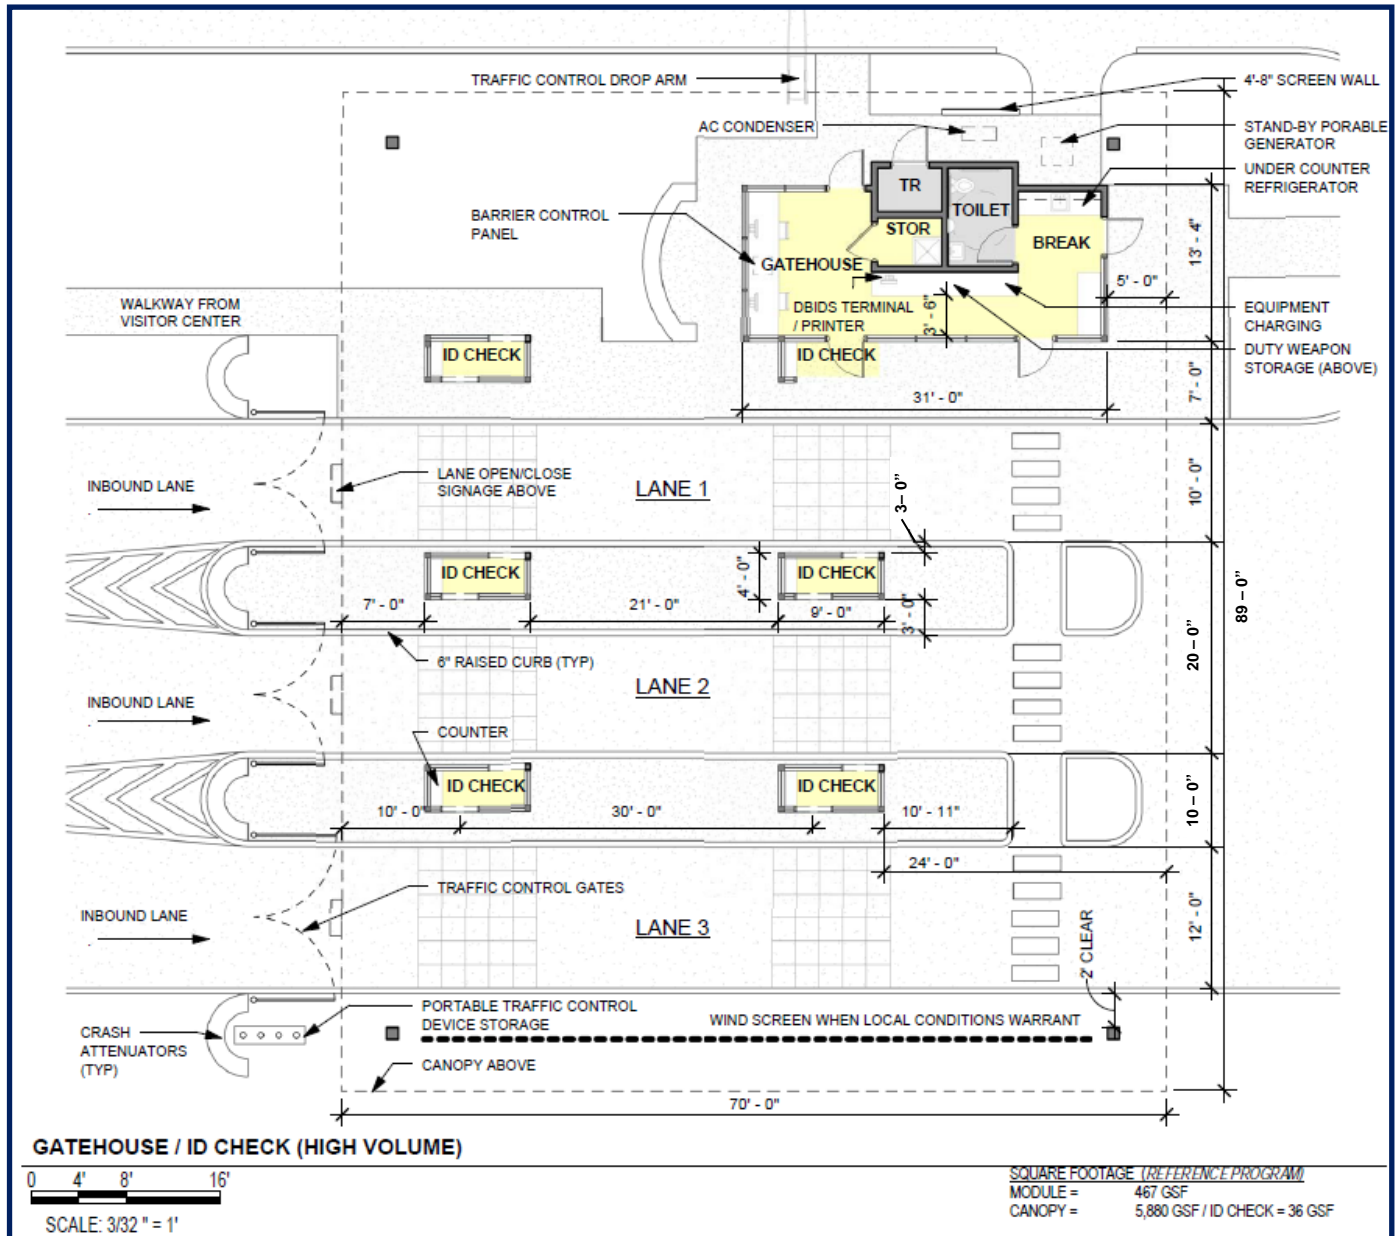 TRAFFIC CONTROL DROP ARM
4'-8" SCREEN WALL
AC CONDENSER
STAND-BY PORABLE
GENERATOR
UNDER COUNTER
REFRIGERATOR
TR
TOILET
BARRIER CONTROL
PANEL
STOR
BREAK
13' - 4"
GATEHOUSE
5' - 0"
WALKWAY FROM
VISITOR CENTER
DBIDS TERMINAL
/ PRINTER
3' - 6"
EQUIPMENT
CHARGING
ID CHECK
ID CHECK
DUTY WEAPON
STORAGE (ABOVE)
7' - 0"
31' - 0"
INBOUND LANE
LANE OPEN/CLOSE
SIGNAGE ABOVE
LANE 1
3– 0”
10' - 0"
ID CHECK
ID CHECK
4' - 0"
7' - 0"
21' - 0"
9' - 0"
3' - 0"
89 – 0”
6" RAISED CURB (TYP)
20 – 0”
INBOUND LANE
LANE 2
COUNTER
ID CHECK
ID CHECK
10' - 0"
30' - 0"
10' - 11"
10 – 0”
24' - 0"
TRAFFIC CONTROL GATES
INBOUND LANE
LANE 3
12' - 0"
2' CLEAR
PORTABLE TRAFFIC CONTROL
DEVICE STORAGE
WIND SCREEN WHEN LOCAL CONDITIONS WARRANT
CRASH
ATTENUATORS
(TYP)
CANOPY ABOVE
70' - 0"
GATEHOUSE / ID CHECK (HIGH VOLUME)
0 4' 8' 16'
SCALE: 3/32 " = 1'
SQUARE FOOTAGE (REFERENCE PROGRAM)
MODULE = 467 GSF
CANOPY = 5,880 GSF / ID CHECK = 36 GSF